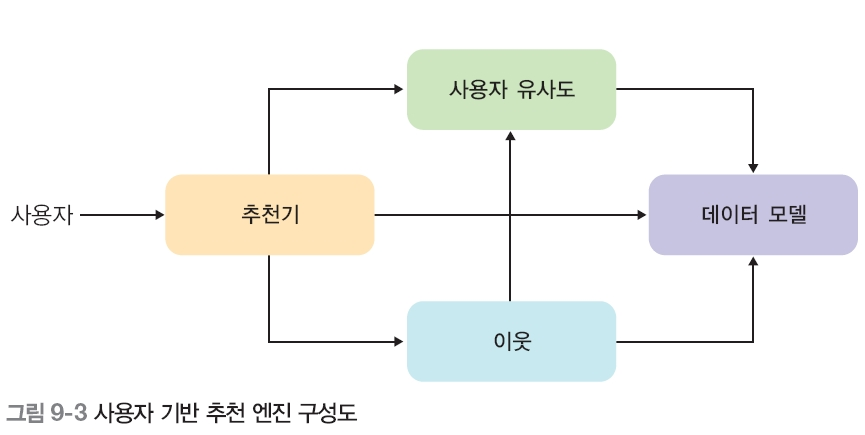 사용자 유사도
사용자
추천기
데이터 모델
이웃
그림 9-3 사용자 기반 추천 엔진 구성도